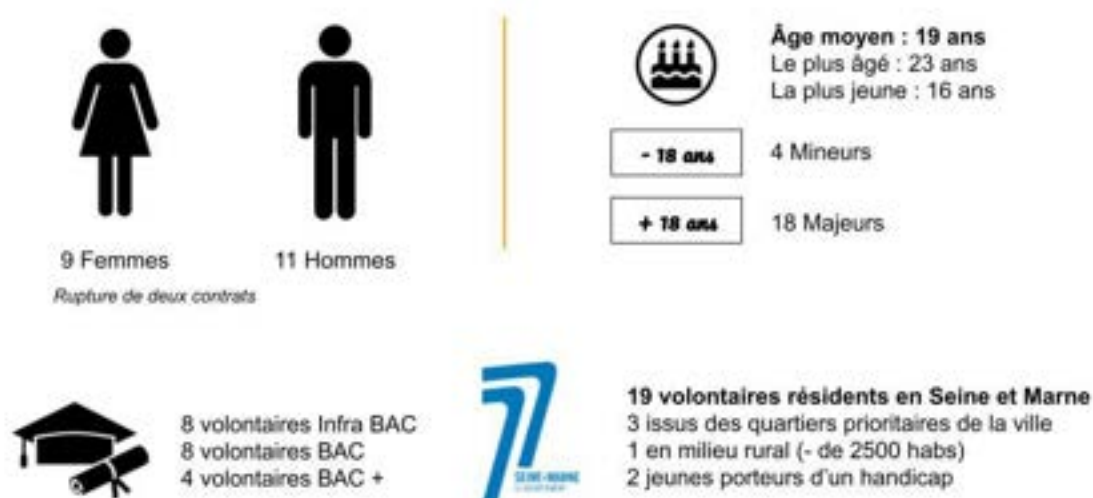 Âge moyen : 19 ans
Le plus âgé : 23 ans
La plus jeune : 16 ans
- 18 ans
4 Mineurs
+ 18 ans
18 Majeurs
9 Femmes
11 Hommes
Rupture de deux contrats
8 volontaires Infra BAC
8 volontaires BAC
4 volontaires BAC +
77
SEINE-MARNE
19 volontaires résidents en Seine et Marne
3 issus des quartiers prioritaires de la ville
1 en milieu rural (- de 2500 habs)
2 jeunes porteurs d'un handicap